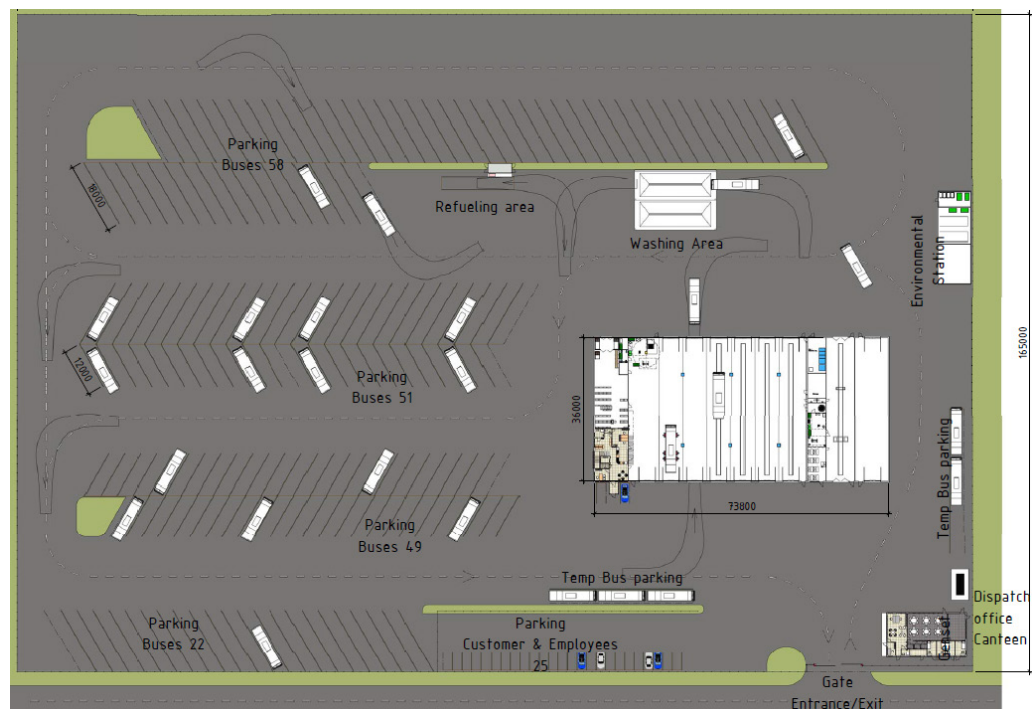 Parking
Buses 58
18000
Refueling area
Washing Area
Environmental
Station
165000
12000
Parking
Buses 51
36000
73800
Temp Bus parking
Parking
Buses 49
Temp Bus parking
Dispatch
office
Canteen
Genset
Parking
Buses 22
Parking
Customer & Employees
25
Gate
Entrance/Exit